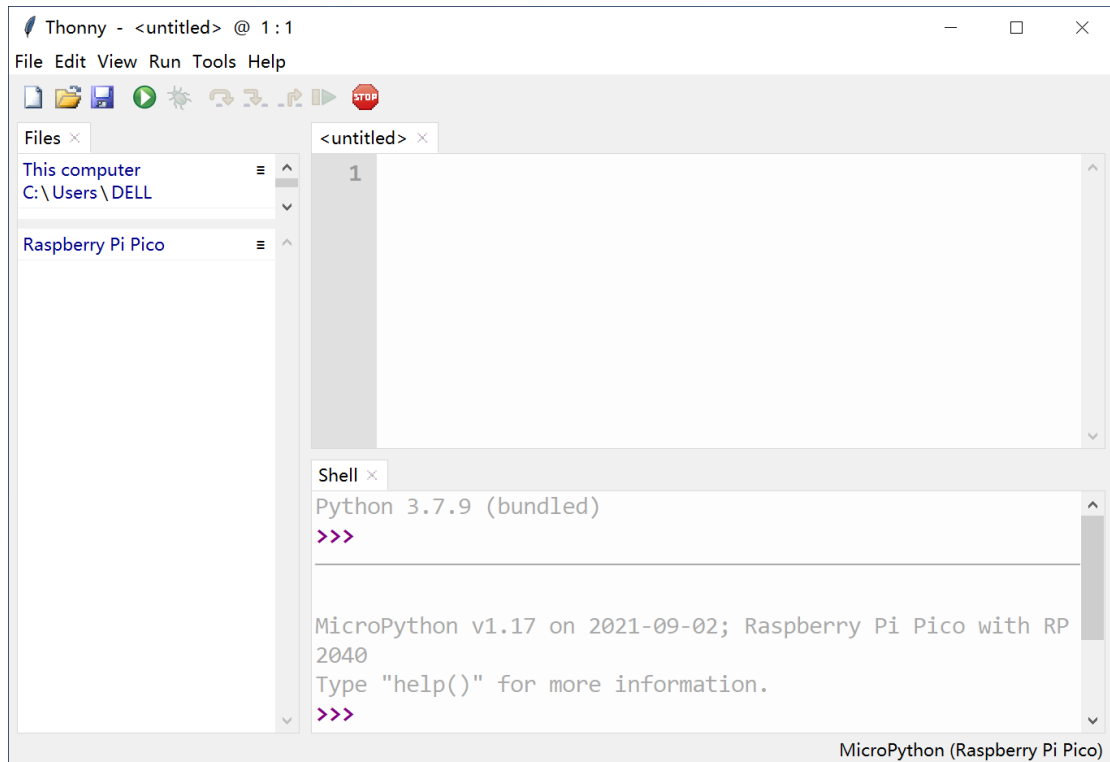 Thonny - <untitled> @ 1:1
File Edit View Run Tools Help
STOP
Files
<untitled>
This computer
C:\Users\DELL
Raspberry Pi Pico
1
Shell
Python 3.7.9 (bundled)
>>>
MicroPython v1.17 on 2021-09-02; Raspberry Pi Pico with RP
2040
Type "help()" for more information.
>>>
MicroPython (Raspberry Pi Pico)